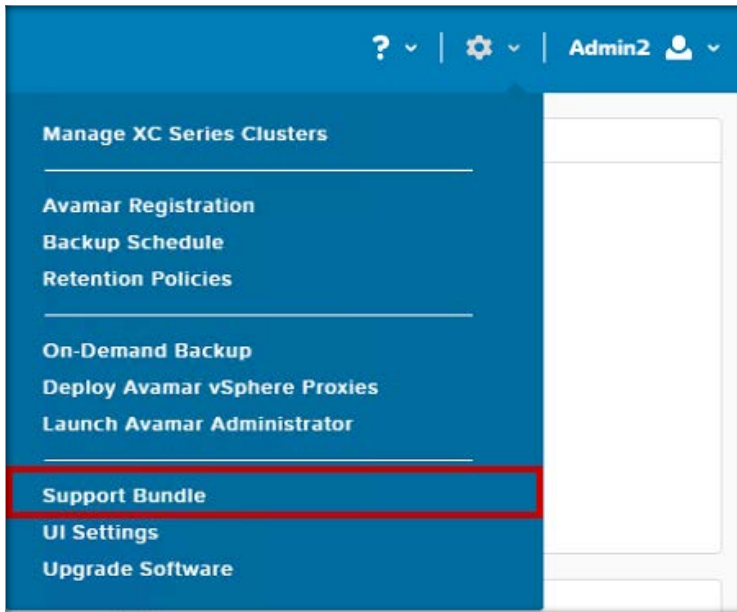 ? Admin2
Manage XC Series Clusters
Avamar Registration
Backup Schedule
Retention Policies
On-Demand Backup
Deploy Avamar vSphere Proxies
Launch Avamar Administrator
Support Bundle
UI Settings
Upgrade Software